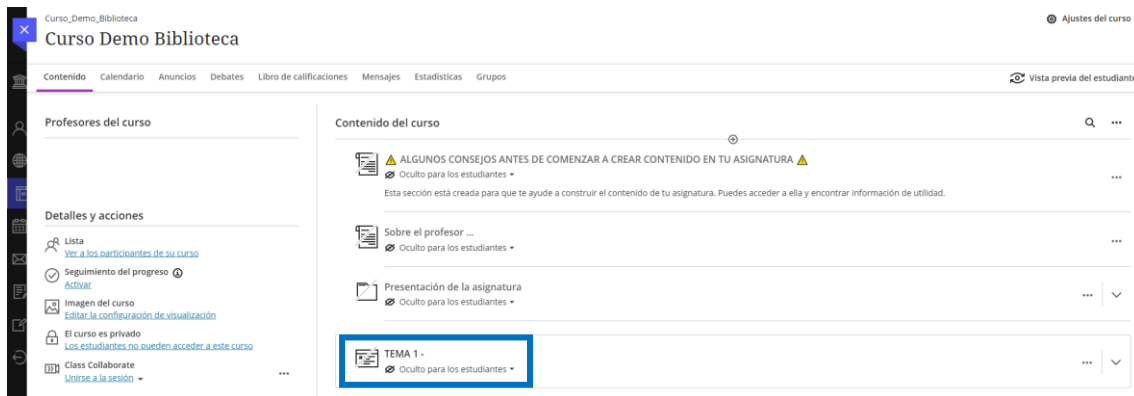 Curso_Demo_Biblioteca
Curso Demo Biblioteca
Ajustes del curso
Contenido Calendario Anuncios Debates Libro de calificaciones Mensajes Estadísticas Grupos
Vista previa del estudiante
Profesores del curso
Detalles y acciones
Lista
Ver a los participantes de su curso
Seguimiento del progreso
Activar
Imagen del curso
Editar la configuración de visualización
El curso es privado
Los estudiantes no pueden acceder a este curso
Class Collaborate
Unirse a la sesión
Contenido del curso
ALGUNOS CONSEJOS ANTES DE COMENZAR A CREAR CONTENIDO EN TU ASIGNATURA
Oculto para los estudiantes
Esta sección está creada para que te ayude a construir el contenido de tu asignatura. Puedes acceder a ella y encontrar información de utilidad.
Sobre el profesor ...
Oculto para los estudiantes
Presentación de la asignatura
Oculto para los estudiantes
TEMA 1 -
Oculto para los estudiantes